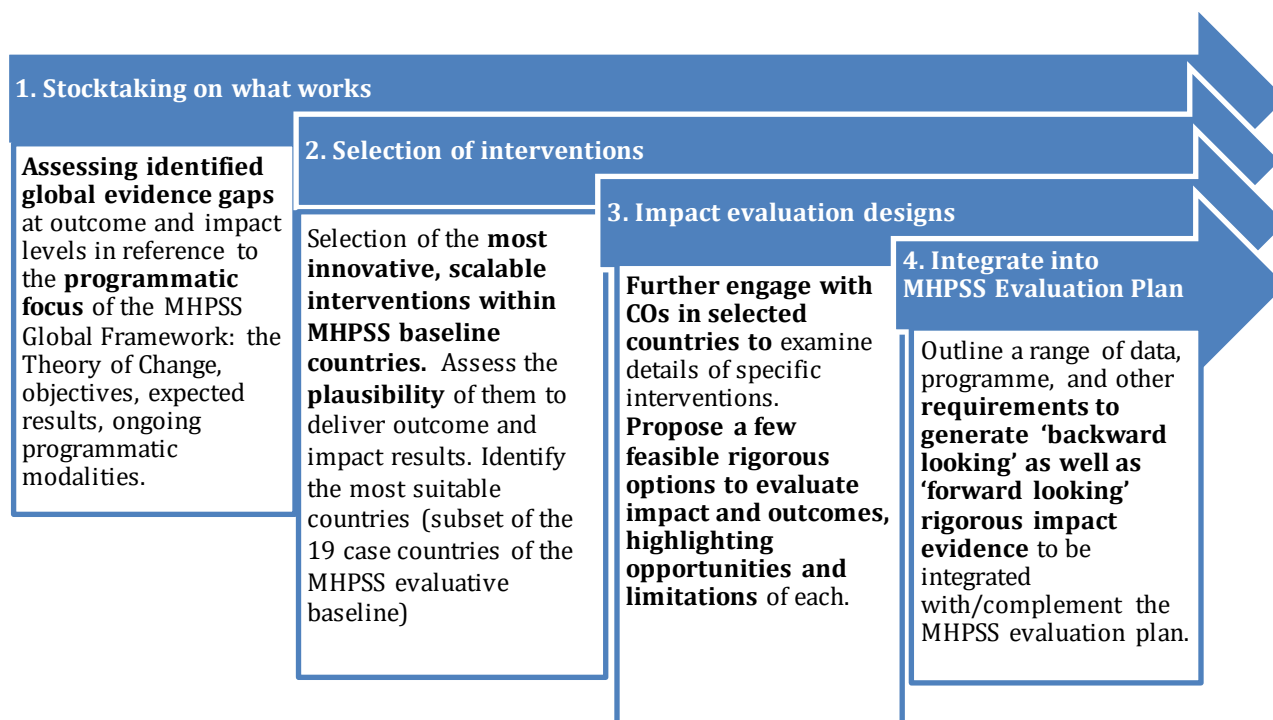 1. Stocktaking on what works
Assessing identified
global evidence gaps
at outcome and impact
levels in reference to
the programmatic
focus of the MHPSS
Global Framework: the
Theory of Change,
objectives, expected
results, ongoing
programmatic
modalities.
2. Selection of interventions
Selection of the most
innovative, scalable
interventions within
MHPSS baseline
countries. Assess the
plausibility of them to
deliver outcome and
impact results. Identify
the most suitable
countries (subset of the
19 case countries of the
MHPSS evaluative
baseline)
3. Impact evaluation designs
Further engage with
COs in selected
countries to examine
details of specific
interventions.
Propose a few
feasible rigorous
options to evaluate
impact and outcomes,
highlighting
opportunities and
limitations of each.
4. Integrate into
MHPSS Evaluation Plan
Outline a range of data,
programme, and other
requirements to
generate ‘backward
looking’ as well as
‘forward looking’
rigorous impact
evidence to be
integrated
with/complement the
MHPSS evaluation plan.